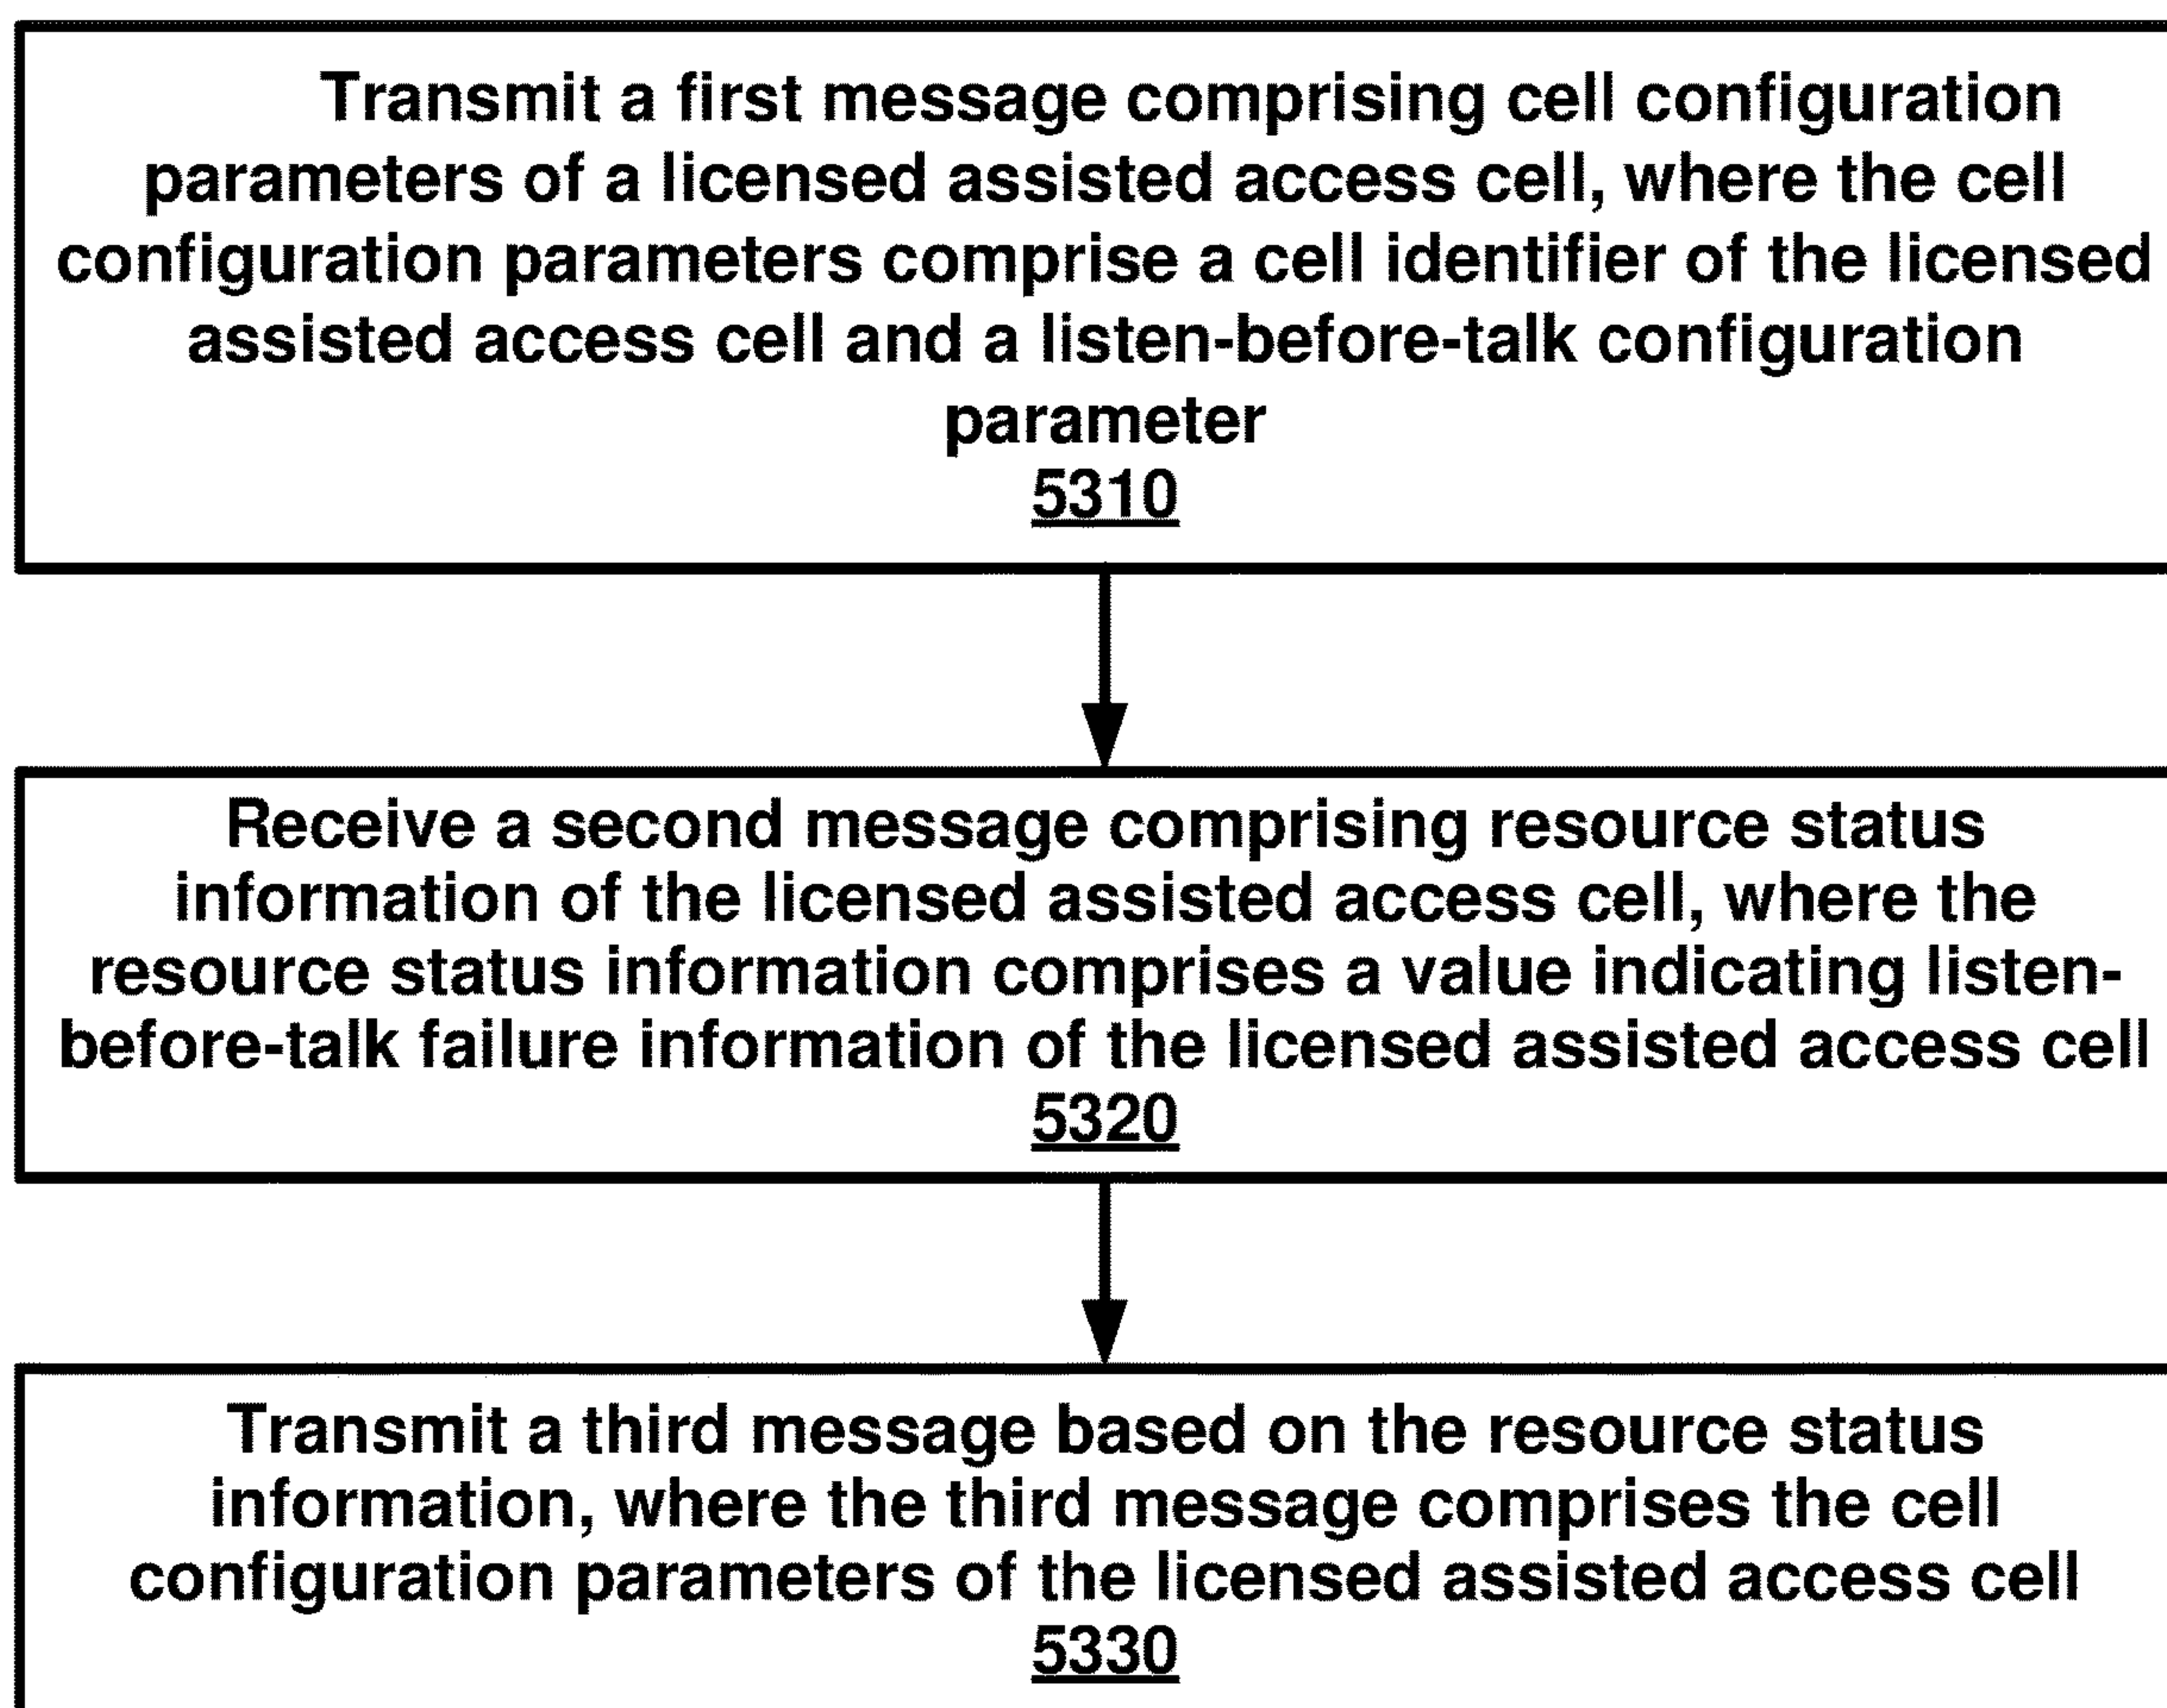 Transmit a first message comprising cell configuration
parameters of a licensed assisted access cell, where the cell
configuration parameters comprise a cell identifier of the licensed
assisted access cell and a listen-before-talk configuration
parameter
5310
Receive a second message comprising resource status
information of the licensed assisted access cell, where the
resource status information comprises a value indicating listen-
before-talk failure information of the licensed assisted access cell
5320
Transmit a third message based on the resource status
information, where the third message comprises the cell
configuration parameters of the licensed assisted access cell
5330